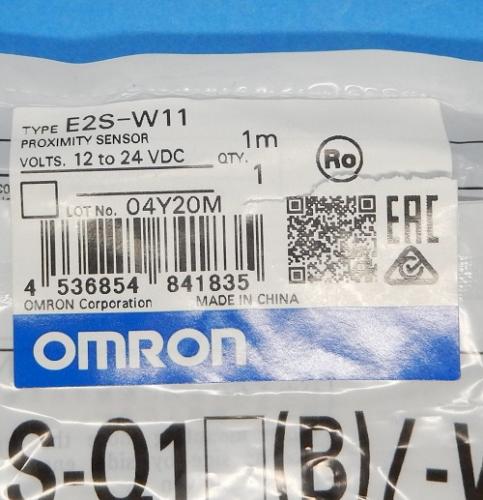 TYPE E2S-W11
PROXIMITY SENSOR 1m
VOLTS. 12 to 24 VDC QTY. 1
Ro
LOT No. 04Y20M
EAC
4 536854 841835
OMRON Corporation MADE IN CHINA
OMRON
S-Q1□(B)/-W